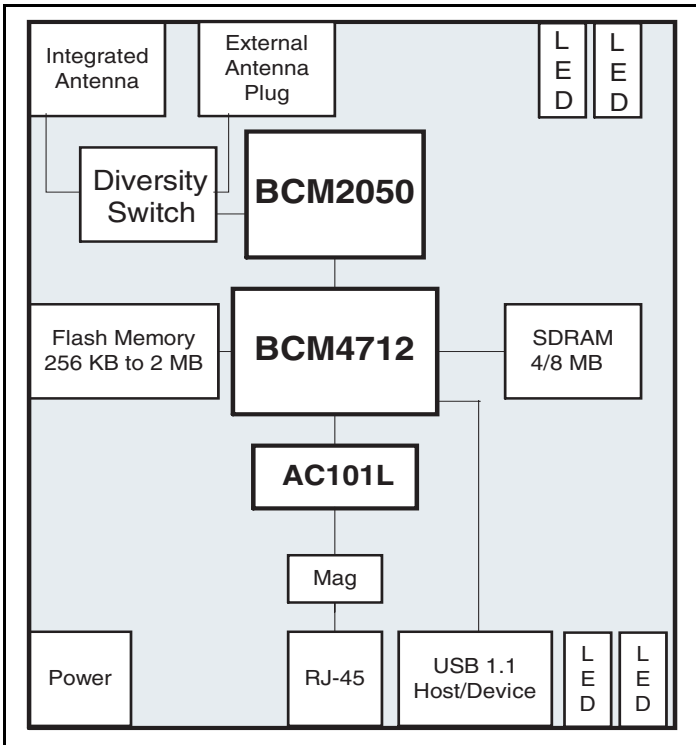 Integrated
Antenna
External
Antenna
Plug
L
E
D
L
E
D
Diversity
Switch
BCM2050
Flash Memory
256 KB to 2 MB
BCM4712
SDRAM
4/8 MB
AC101L
Mag
Power
RJ-45
USB 1.1
Host/Device
L
E
D
L
E
D